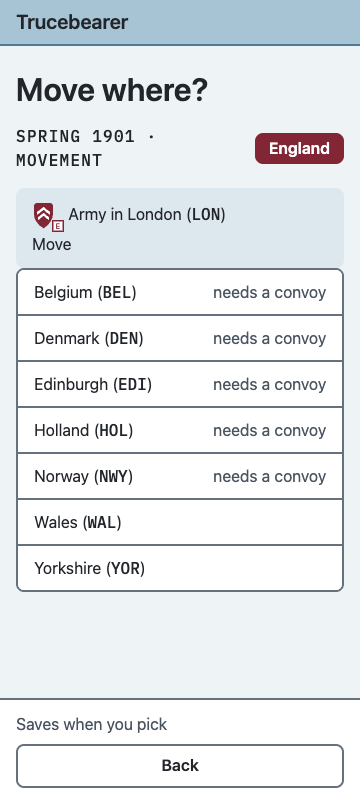 Trucebearer
Move where?
SPRING 1901 ·
MOVEMENT
England
E
Army in London (LON)
Move
Belgium (BEL) needs a convoy
Denmark (DEN) needs a convoy
Edinburgh (EDI) needs a convoy
Holland (HOL) needs a convoy
Norway (NWY) needs a convoy
Wales (WAL)
Yorkshire (YOR)
Saves when you pick
Back